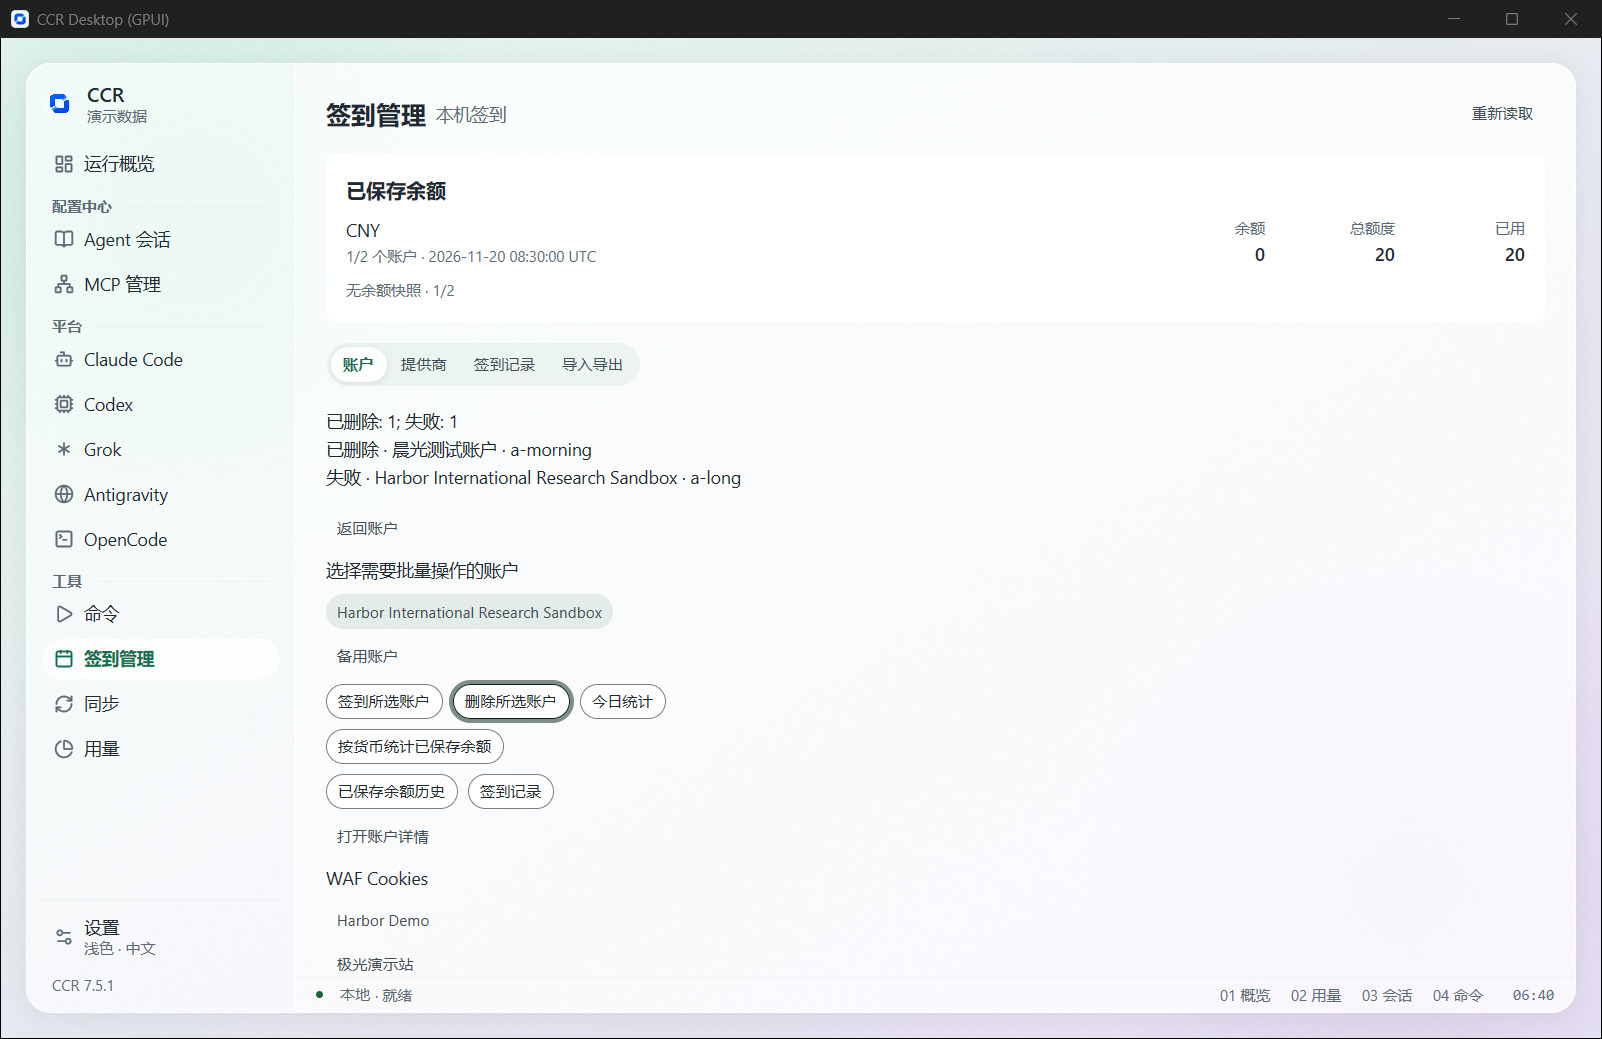 CCR Desktop (GPUI)
CCR
演示数据
运行概览
配置中心
Agent 会话
MCP 管理
平台
Claude Code
Codex
Grok
Antigravity
OpenCode
工具
命令
签到管理
同步
用量
设置
浅色 · 中文
CCR 7.5.1
签到管理 本机签到
重新读取
已保存余额
CNY
1/2 个账户 · 2026-11-20 08:30:00 UTC
无余额快照 · 1/2
余额 总额度 已用
0 20 20
账户 提供商 签到记录 导入导出
已删除: 1; 失败: 1
已删除 · 晨光测试账户 · a-morning
失败 · Harbor International Research Sandbox · a-long
返回账户
选择需要批量操作的账户
Harbor International Research Sandbox
备用账户
签到所选账户 删除所选账户 今日统计
按货币统计已保存余额
已保存余额历史 签到记录
打开账户详情
WAF Cookies
Harbor Demo
极光演示站
本地 · 就绪
01 概览 02 用量 03 会话 04 命令 06:40